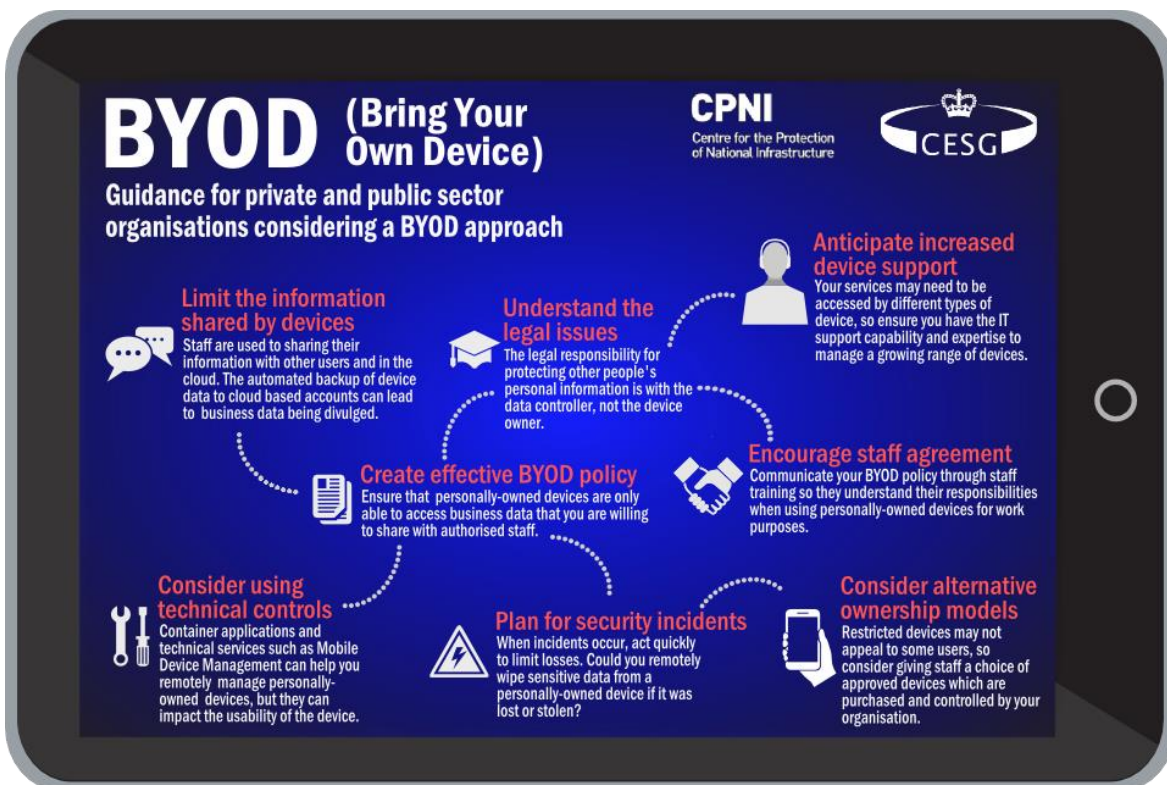 BYOD (Bring Your
Own Device)
Guidance for private and public sector
organisations considering a BYOD approach
CPNI
Centre for the Protection
of National Infrastructure
CESG
Limit the information
shared by devices
Staff are used to sharing their
information with other users and in the
cloud. The automated backup of device
data to cloud based accounts can lead
to business data being divulged.
Understand the
legal issues
The legal responsibility for
protecting other people's
personal information is with the
data controller, not the device
owner.
Anticipate increased
device support
Your services may need to be
accessed by different types of
device, so ensure you have the IT
support capability and expertise to
manage a growing range of devices.
Create effective BYOD policy
Ensure that personally-owned devices are only
able to access business data that you are willing
to share with authorised staff.
Encourage staff agreement
Communicate your BYOD policy through staff
training so they understand their responsibilities
when using personally-owned devices for work
purposes.
Consider using
technical controls
Container applications and
technical services such as Mobile
Device Management can help you
remotely manage personally-
owned devices, but they can
impact the usability of the device.
Plan for security incidents
When incidents occur, act quickly
to limit losses. Could you remotely
wipe sensitive data from a
personally-owned device if it was
lost or stolen?
Consider alternative
ownership models
Restricted devices may not
appeal to some users, so
consider giving staff a choice of
approved devices which are
purchased and controlled by your
organisation.